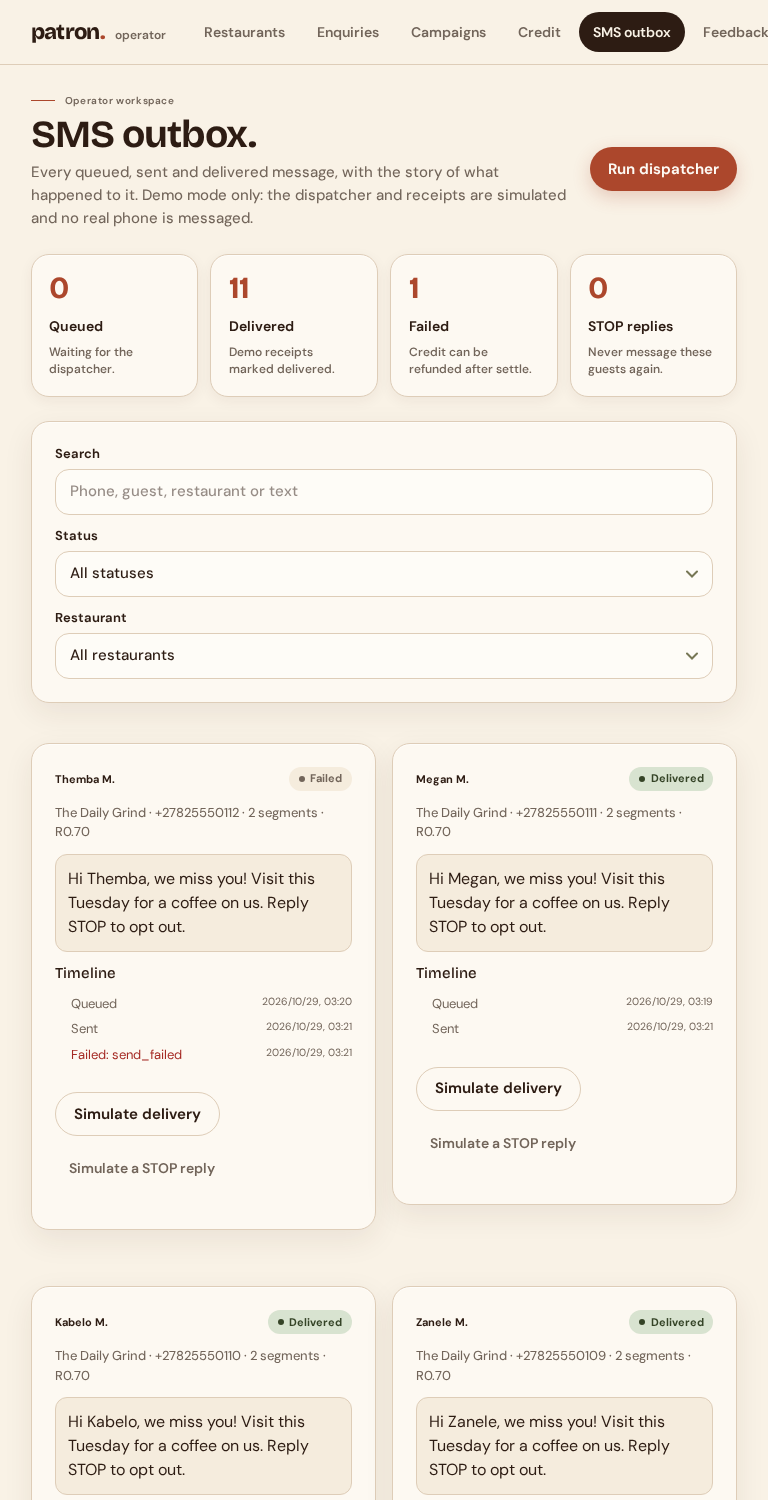 patron. operator Restaurants Enquiries Campaigns Credit SMS outbox Feedback
Operator workspace
SMS outbox.
Every queued, sent and delivered message, with the story of what
happened to it. Demo mode only: the dispatcher and receipts are simulated
and no real phone is messaged.
Run dispatcher
0
Queued
Waiting for the
dispatcher.
11
Delivered
Demo receipts
marked delivered.
1
Failed
Credit can be
refunded after settle.
0
STOP replies
Never message these
guests again.
Search
Phone, guest, restaurant or text
Status
All statuses
Restaurant
All restaurants
Themba M. Failed
The Daily Grind · +27825550112 · 2 segments ·
R0.70
Hi Themba, we miss you! Visit this
Tuesday for a coffee on us. Reply
STOP to opt out.
Timeline
Queued 2026/10/29, 03:20
Sent 2026/10/29, 03:21
Failed: send_failed 2026/10/29, 03:21
Simulate delivery
Simulate a STOP reply
Megan M. Delivered
The Daily Grind · +27825550111 · 2 segments ·
R0.70
Hi Megan, we miss you! Visit this
Tuesday for a coffee on us. Reply
STOP to opt out.
Timeline
Queued 2026/10/29, 03:19
Sent 2026/10/29, 03:21
Simulate delivery
Simulate a STOP reply
Kabelo M. Delivered
The Daily Grind · +27825550110 · 2 segments ·
R0.70
Hi Kabelo, we miss you! Visit this
Tuesday for a coffee on us. Reply
STOP to opt out.
Zanele M. Delivered
The Daily Grind · +27825550109 · 2 segments ·
R0.70
Hi Zanele, we miss you! Visit this
Tuesday for a coffee on us. Reply
STOP to opt out.